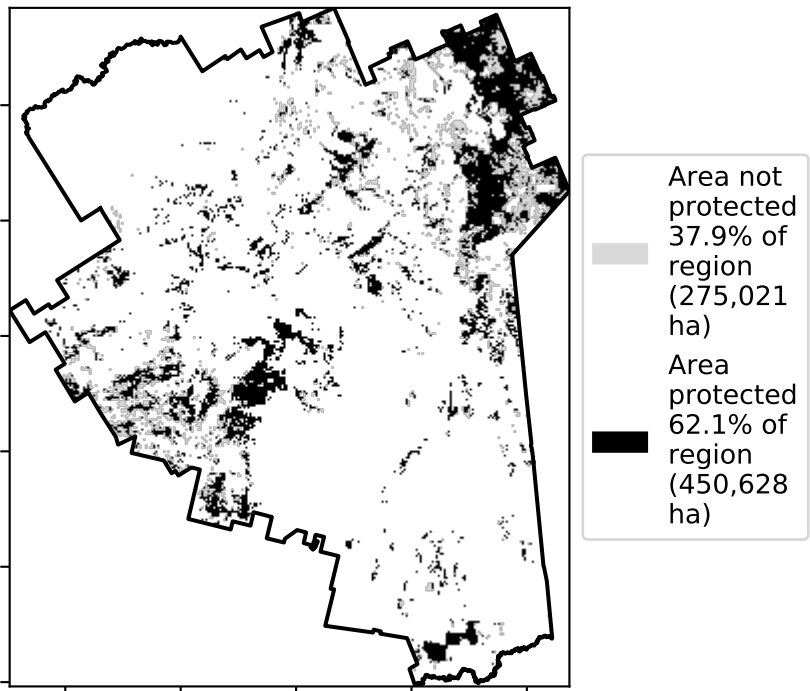 Area not
protected
37.9% of
region
(275,021
ha)
Area
protected
62.1% of
region
(450,628
ha)